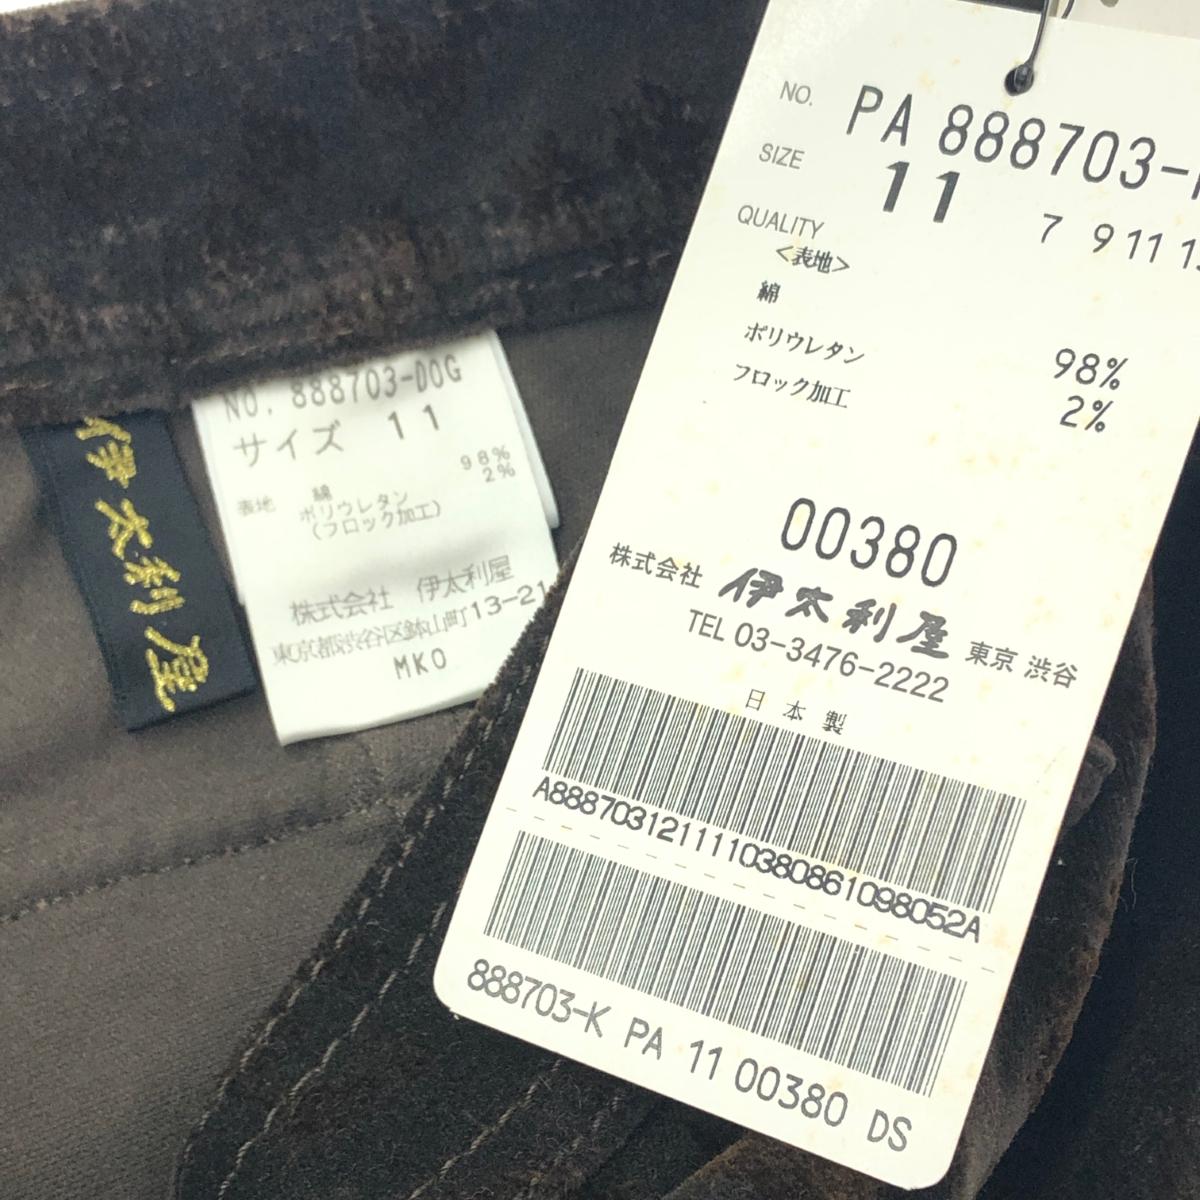 NO. PA 888703-
SIZE 11
7 9 11
QUALITY
<表地>
綿 98%
ポリウレタン 2%
フロック加工
00380
株式会社 伊太利屋 東京 渋谷
TEL 03-3476-2222
日本製
A888703121111038086109805​2A
888703-K PA 11 00380 DS
伊太利屋
NO. 888703-DOG
サイズ 11
表地 綿 98%
ポリウレタン 2%
(フロック加工)
株式会社 伊太利屋
東京都渋谷区鉢山町13-21
MKO